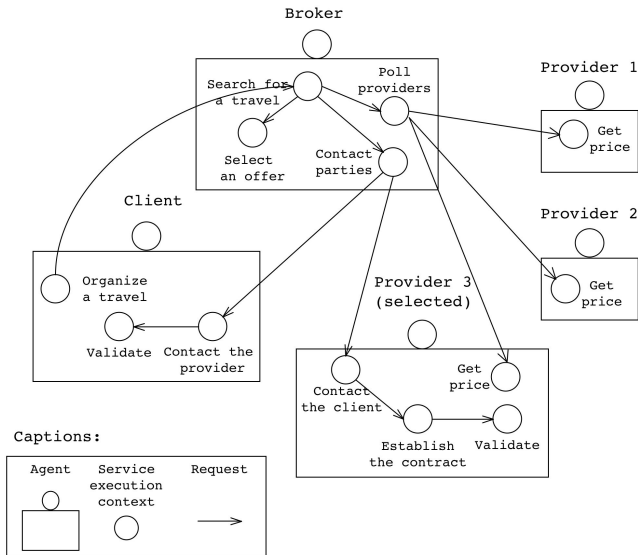 Broker
Search for
a travel
Poll
providers
Select
an offer
Contact
parties
Provider 1
Get
price
Provider 2
Get
price
Client
Organize
a travel
Validate
Contact the
provider
Provider 3
(selected)
Contact
the client
Get
price
Establish
the contract
Validate
Captions:
Agent
Service
execution
context
Request